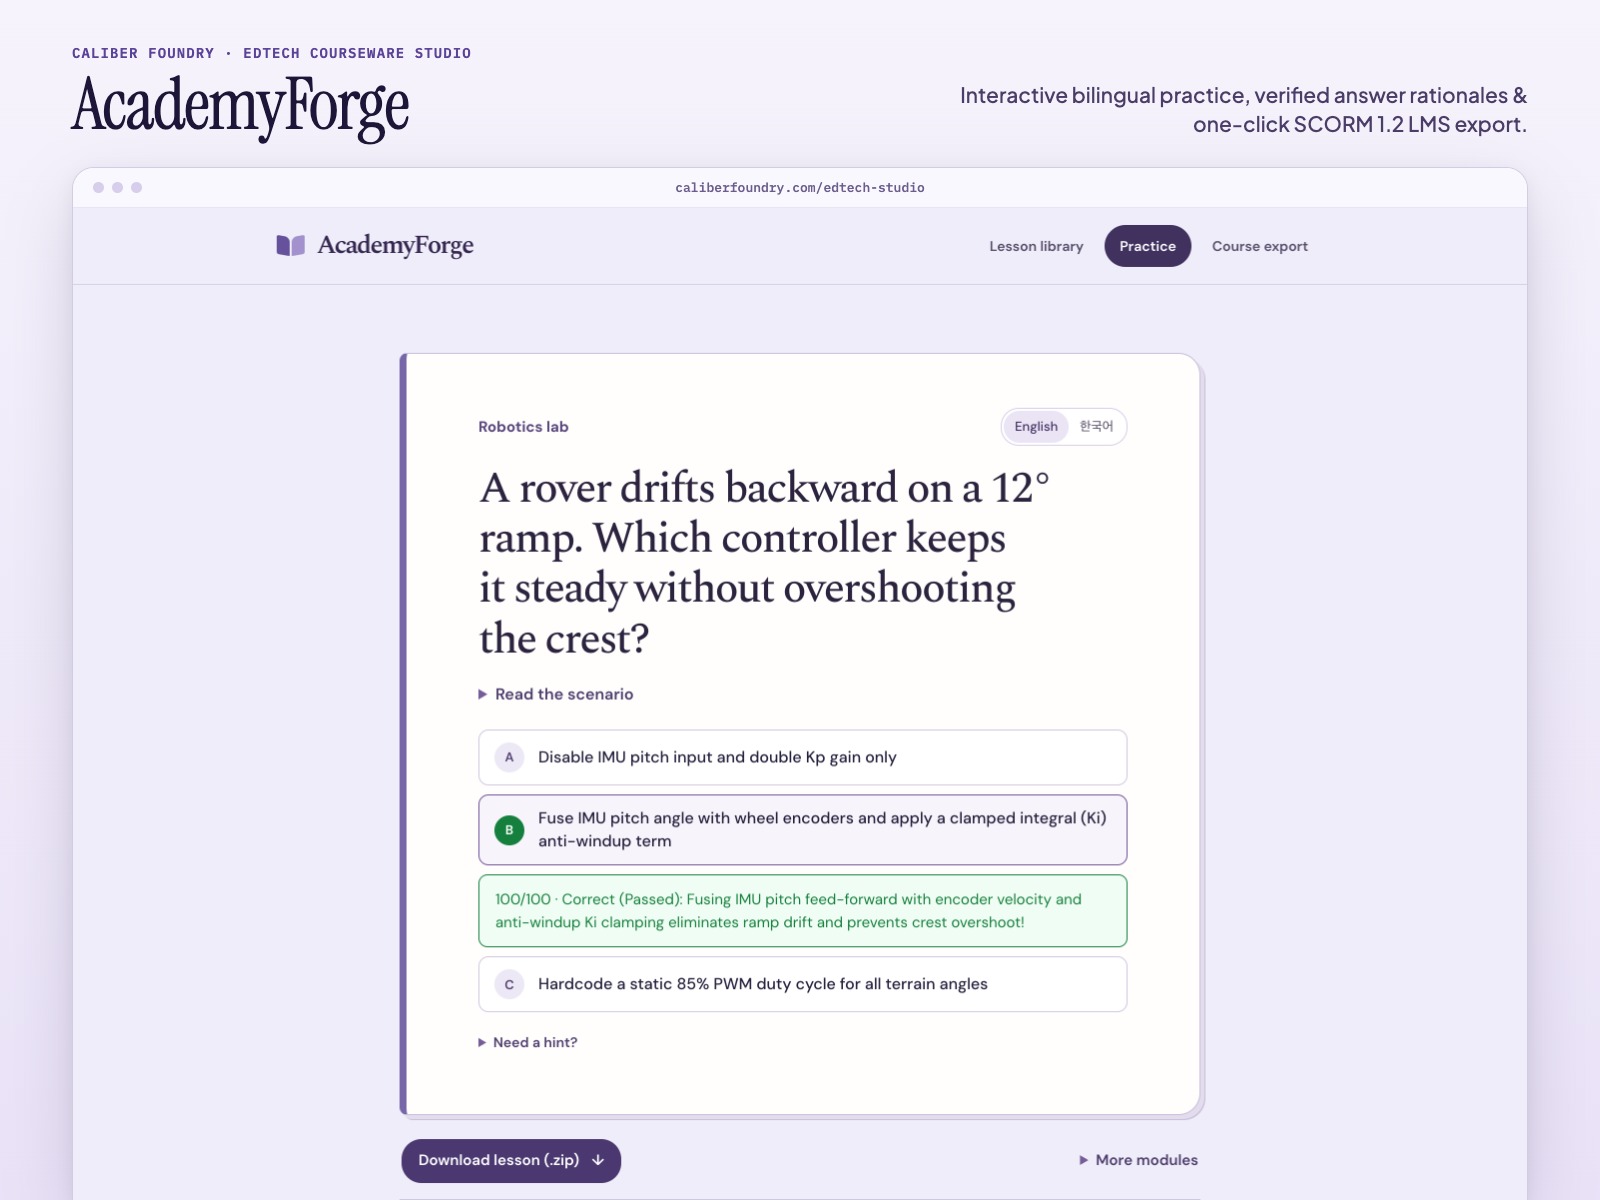 CALIBER FOUNDRY · EDTECH COURSEWARE STUDIO
AcademyForge
Interactive bilingual practice, verified answer rationales &
one-click SCORM 1.2 LMS export.
caliberfoundry.com/edtech-studio
AcademyForge
Lesson library
Practice
Course export
Robotics lab
English
한국어
A rover drifts backward on a 12°
ramp. Which controller keeps
it steady without overshooting
the crest?
Read the scenario
A
Disable IMU pitch input and double Kp gain only
B
Fuse IMU pitch angle with wheel encoders and apply a clamped integral (Ki)
anti-windup term
100/100 · Correct (Passed): Fusing IMU pitch feed-forward with encoder velocity and
anti-windup Ki clamping eliminates ramp drift and prevents crest overshoot!
C
Hardcode a static 85% PWM duty cycle for all terrain angles
Need a hint?
Download lesson (.zip) ↓
More modules